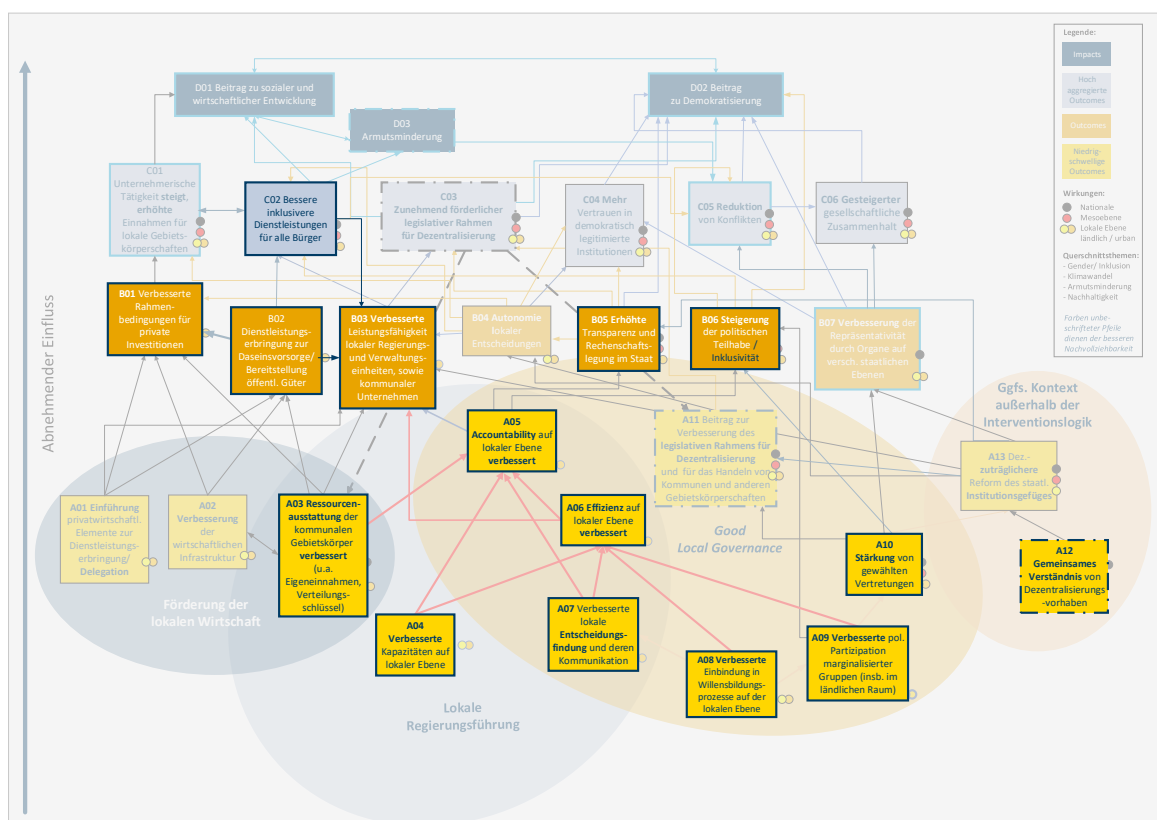 Legende:
Impacts
Hoch
aggregierte
Outcomes
Outcomes
Niedrig-
schwellige
Outcomes
Wirkungen:
Nationale
Mesoebene
Lokale Ebene
ländlich / urban
Querschnittsthemen:
- Gender/ Inklusion
- Klimawandel
- Armutsminderung
- Nachhaltigkeit
Farben unbe-
schrifteter Pfeile
dienen der besseren
Nachvollziehbarkeit
Abnehmender Einfluss
D01 Beitrag zu sozialer und
wirtschaftlicher Entwicklung
D02 Beitrag
zu Demokratisierung
D03
Armutsminderung
C01
Unternehmerische
Tätigkeit steigt,
erhöhte
Einnahmen für
lokale Gebiets-
körperschaften
C02 Bessere
inklusivere
Dienstleistungen
für alle Bürger
C03
Zunehmend förderlicher
legislativer Rahmen
für Dezentralisierung
C04 Mehr
Vertrauen in
demokratisch
legitimierte
Institutionen
C05 Reduktion
von Konflikten
C06 Gesteigerter
gesellschaftliche
Zusammenhalt
B01 Verbesserte
Rahmen-
bedingungen für
private
Investitionen
B02
Dienstleistungs-
erbringung zur
Daseinsvorsorge/
Bereitstellung
öffentl. Güter
B03 Verbesserte
Leistungsfähigkeit
lokaler Regierungs-
und Verwaltungs-
einheiten, sowie
kommunaler
Unternehmen
B04 Autonomie
lokaler
Entscheidungen
B05 Erhöhte
Transparenz und
Rechenschafts-
legung im Staat
B06 Steigerung
der politischen
Teilhabe /
Inklusivität
B07 Verbesserung der
Repräsentativität
durch Organe auf
versch. staatlichen
Ebenen
Ggfs. Kontext
außerhalb der
Interventionslogik
A05
Accountability auf
lokaler Ebene
verbessert
A11 Beitrag zur
Verbesserung des
legislativen Rahmens für
Dezentralisierung
und für das Handeln von
Kommunen und anderen
Gebietskörperschaften
A13 Dez.-
zuträglichere
Reform des staatl.
Institutionsgefüges
A01 Einführung
privatwirtschaftl.
Elemente zur
Dienstleistungs-
erbringung/
Delegation
A02
Verbesserung
der
wirtschaftlichen
Infrastruktur
A03 Ressourcen-
ausstattung der
kommunalen
Gebietskörper
verbessert
(u.a.
Eigeneinnahmen,
Verteilungs-
schlüssel)
A06 Effizienz auf
lokaler Ebene
verbessert
Good
Local Governance
A10
Stärkung von
gewählten
Vertretungen
A12
Gemeinsames
Verständnis von
Dezentralisierungs
-vorhaben
Förderung der
lokalen Wirtschaft
A04
Verbesserte
Kapazitäten auf
lokaler Ebene
A07 Verbesserte
lokale
Entscheidungs-
findung und deren
Kommunikation
A08 Verbesserte
Einbindung in
Willensbildungs-
prozesse auf der
lokalen Ebene
A09 Verbesserte pol.
Partizipation
marginalisierter
Gruppen (insb. im
ländlichen Raum)
Lokale
Regierungsführung